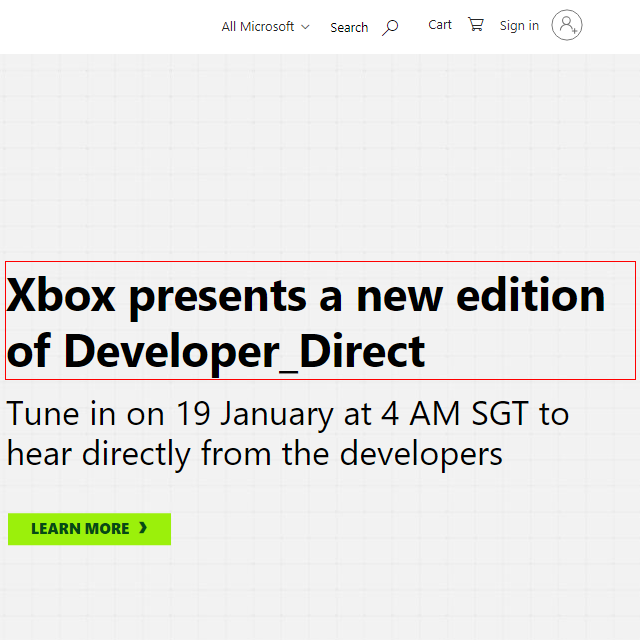 All Microsoft Search Cart Sign in
Xbox presents a new edition
of Developer_Direct
Tune in on 19 January at 4 AM SGT to
hear directly from the developers
LEARN MORE